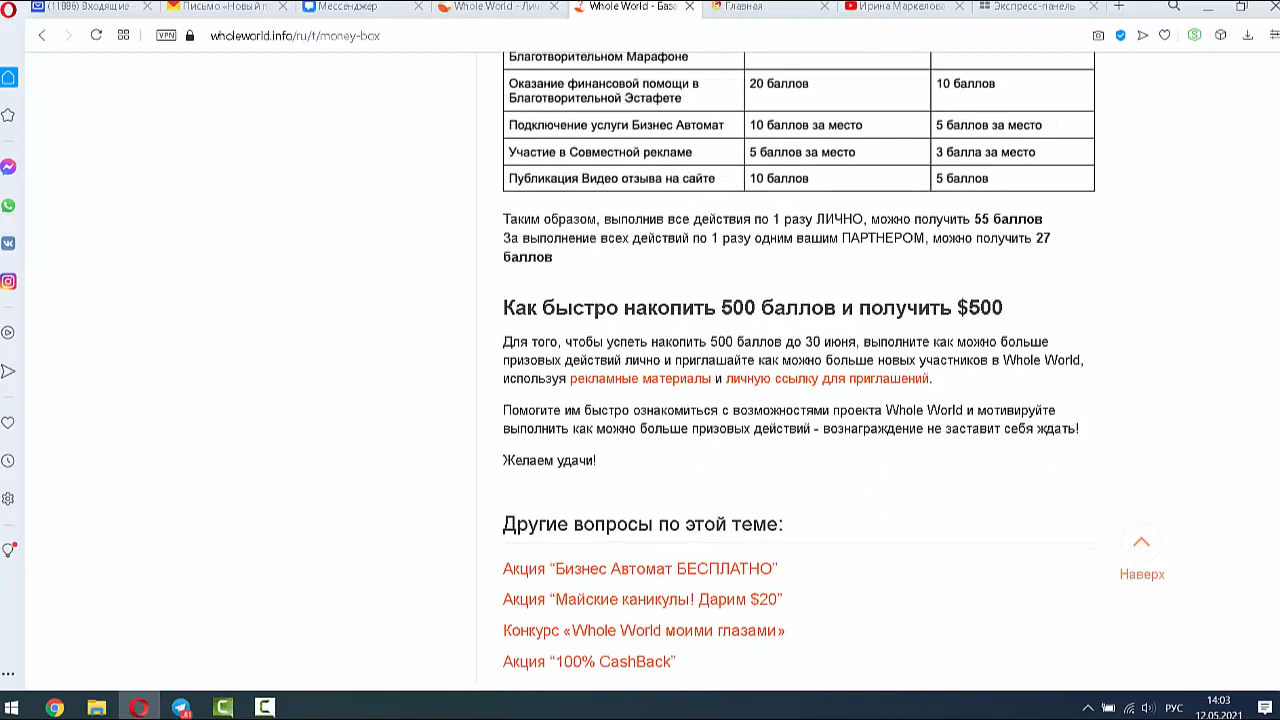 (11886) Входящие -
Письмо «Новый п
Мессенджер
Whole World - Личн
Whole World - База
Главная
Ирина Маркелова
Экспресс-панель
VPN wholeworld.info/ru/t/money-box
Благотворительном Марафоне
Оказание финансовой помощи в 20 баллов 10 баллов
Благотворительной Эстафете
Подключение услуги Бизнес Автомат 10 баллов за место 5 баллов за место
Участие в Совместной рекламе 5 баллов за место 3 балла за место
Публикация Видео отзыва на сайте 10 баллов 5 баллов
Таким образом, выполнив все действия по 1 разу ЛИЧНО, можно получить 55 баллов
За выполнение всех действий по 1 разу одним вашим ПАРТНЕРОМ, можно получить 27
баллов
Как быстро накопить 500 баллов и получить $500
Для того, чтобы успеть накопить 500 баллов до 30 июня, выполните как можно больше
призовых действий лично и приглашайте как можно больше новых участников в Whole World,
используя рекламные материалы и личную ссылку для приглашений.
Помогите им быстро ознакомиться с возможностями проекта Whole World и мотивируйте
выполнить как можно больше призовых действий - вознаграждение не заставит себя ждать!
Желаем удачи!
Другие вопросы по этой теме:
Акция “Бизнес Автомат БЕСПЛАТНО”
Наверх
Акция “Майские каникулы! Дарим $20”
Конкурс «Whole World моими глазами»
Акция “100% CashBack”
81
РУС
14:03
12.05.2021